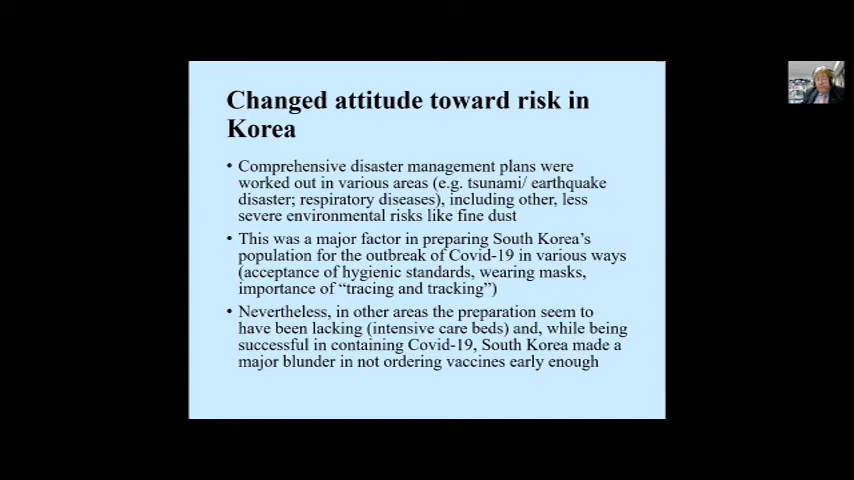 Changed attitude toward risk in
Korea
• Comprehensive disaster management plans were
worked out in various areas (e.g. tsunami/ earthquake
disaster; respiratory diseases), including other, less
severe environmental risks like fine dust
• This was a major factor in preparing South Korea's
population for the outbreak of Covid-19 in various ways
(acceptance of hygienic standards, wearing masks,
importance of “tracing and tracking”)
• Nevertheless, in other areas the preparation seem to
have been lacking (intensive care beds) and, while being
successful in containing Covid-19, South Korea made a
major blunder in not ordering vaccines early enough